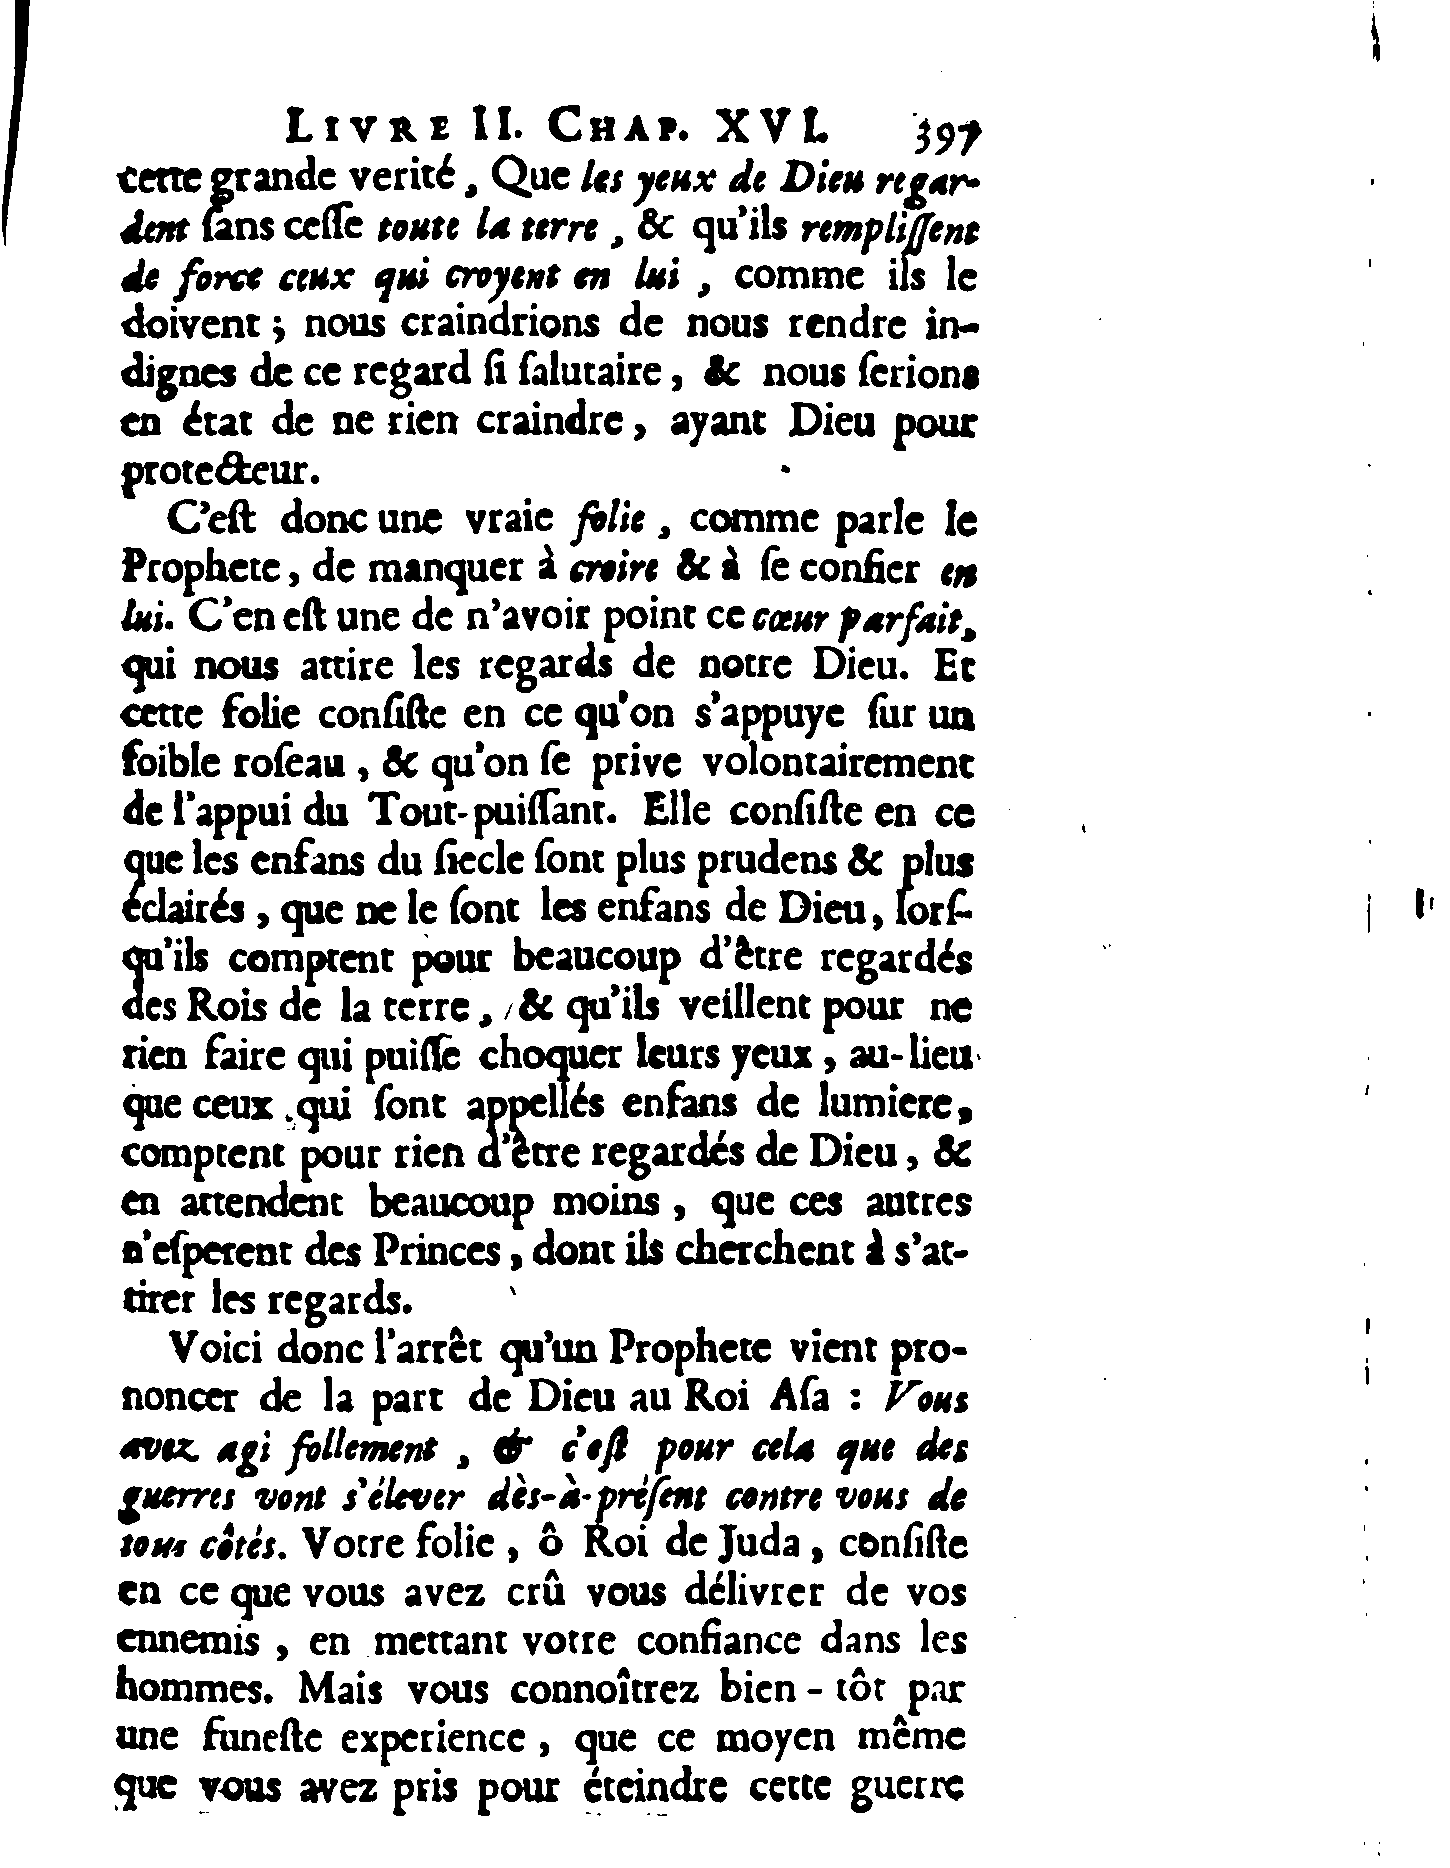 LIVRE II. CHAP. XVI. 397
cette grande verité, Que les yeux de Dieu regar-
dent ſans ceſſe toute la terre, & qu'ils rempliſſent
de force ceux qui croyent en lui, comme ils le
doivent; nous craindrions de nous rendre in-
dignes de ce regard ſi ſalutaire, & nous ſerions
en état de ne rien craindre, ayant Dieu pour
protecteur.
C'eſt donc une vraie folie, comme parle le
Prophete, de manquer à croire & à ſe confier en
lui. C'en eſt une de n'avoir point ce cœur parfait,
qui nous attire les regards de notre Dieu. Et
cette folie conſiſte en ce qu'on s'appuye ſur un
foible roſeau, & qu'on ſe prive volontairement
de l'appui du Tout-puiſſant. Elle conſiſte en ce
que les enfans du ſiecle ſont plus prudens & plus
éclairés, que ne le ſont les enfans de Dieu, lorſ-
qu'ils comptent pour beaucoup d'être regardés
des Rois de la terre, & qu'ils veillent pour ne
rien faire qui puiſſe choquer leurs yeux, au-lieu
que ceux qui ſont appellés enfans de lumiere,
comptent pour rien d'être regardés de Dieu, &
en attendent beaucoup moins, que ces autres
n'eſperent des Princes, dont ils cherchent à s'at-
tirer les regards.
Voici donc l'arrêt qu'un Prophete vient pro-
noncer de la part de Dieu au Roi Aſa : Vous
avez agi follement, & c'eſt pour cela que des
guerres vont s'élever dès-à-préſent contre vous de
tous côtés. Votre folie, ô Roi de Juda, conſiſte
en ce que vous avez crû vous délivrer de vos
ennemis, en mettant votre confiance dans les
hommes. Mais vous connoîtrez bien-tôt par
une funeſte experience, que ce moyen même
que vous avez pris pour éteindre cette guerre